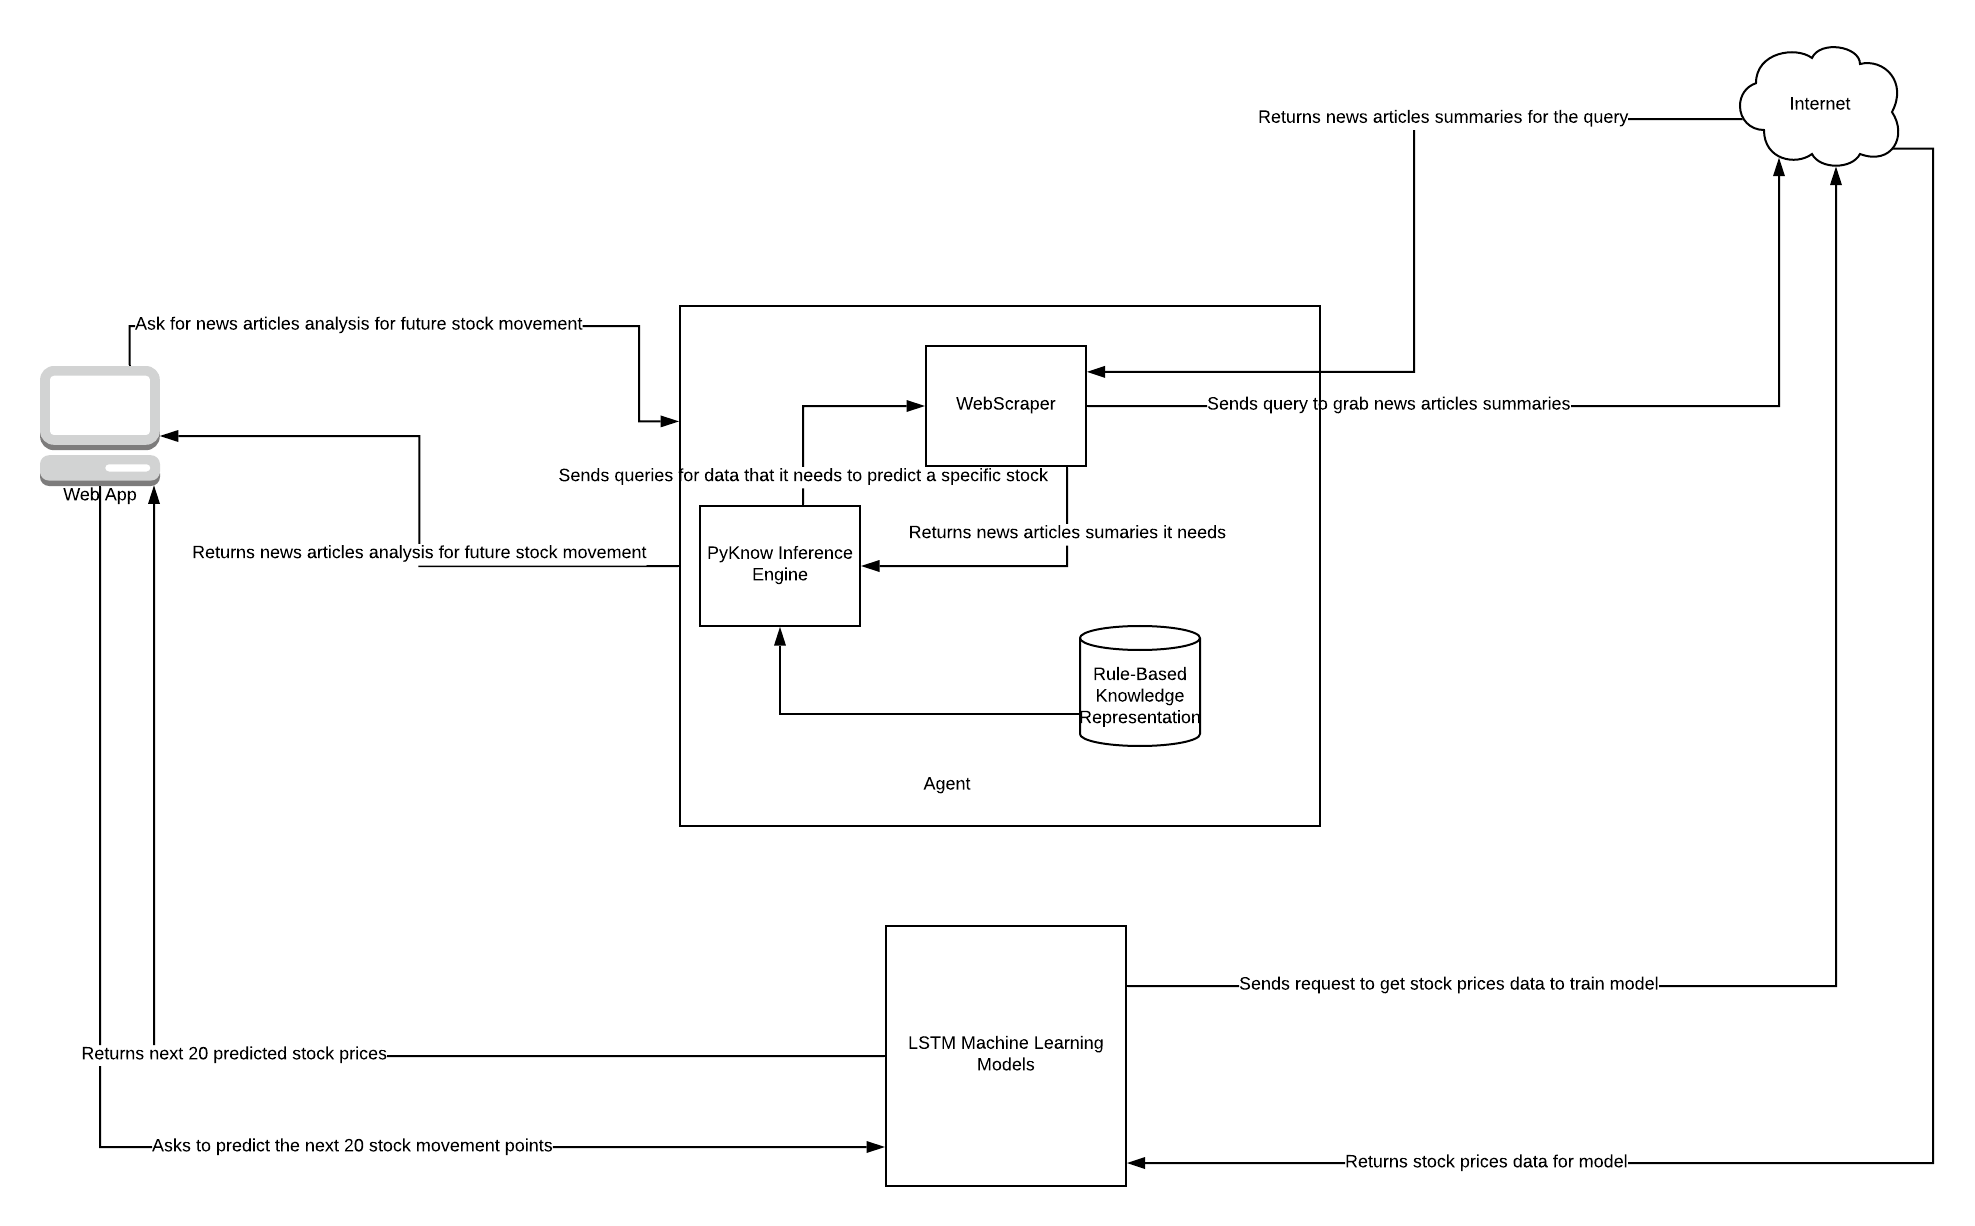 Internet
Returns news articles summaries for the query
Ask for news articles analysis for future stock movement
WebScraper
Sends query to grab news articles summaries
Sends queries for data that it needs to predict a specific stock
Web App
Returns news articles sumaries it needs
Returns news articles analysis for future stock movement
PyKnow Inference
Engine
Rule-Based
Knowledge
Representation
Agent
Sends request to get stock prices data to train model
LSTM Machine Learning
Models
Returns next 20 predicted stock prices
Asks to predict the next 20 stock movement points
Returns stock prices data for model